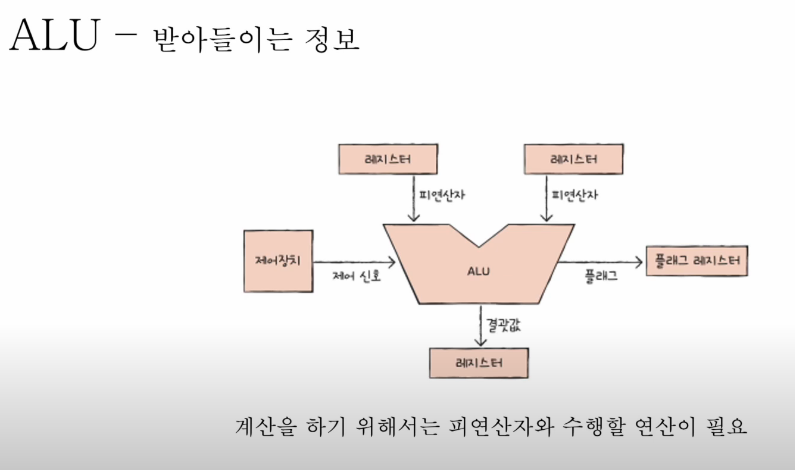 ALU – 받아들이는 정보
레지스터 레지스터
피연산자 피연산자
제어장치 제어 신호 ALU 플래그 플래그 레지스터
결괏값
레지스터
계산을 하기 위해서는 피연산자와 수행할 연산이 필요